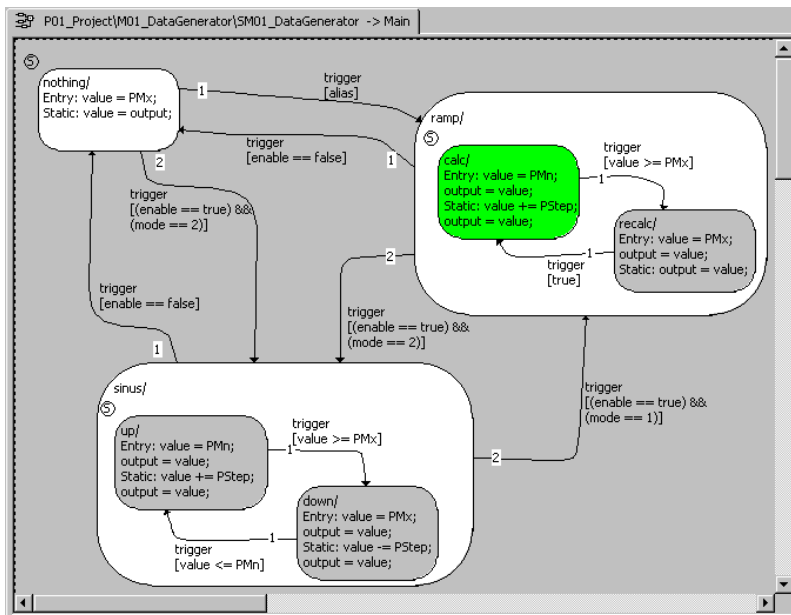 P01_Project\M01_DataGenerator\SM01_DataGenerator -> Main
S
nothing/
Entry: value = PMx;
Static: value = output;
1
trigger
[alias]
trigger
[enable == false]
1
2
trigger
[(enable == true) &&
(mode == 2)]
ramp/
S
calc/
Entry: value = PMn;
output = value;
Static: value += PStep;
output = value;
trigger
[value >= PMx]
1
recalc/
Entry: value = PMx;
output = value;
Static: output = value;
1
trigger
[true]
2
trigger
[(enable == true) &&
(mode == 2)]
trigger
[enable == false]
1
trigger
[(enable == true) &&
(mode == 1)]
2
sinus/
S
up/
Entry: value = PMn;
output = value;
Static: value += PStep;
output = value;
trigger
[value >= PMx]
1
down/
Entry: value = PMx;
output = value;
Static: value -= PStep;
output = value;
1
trigger
[value <= PMn]